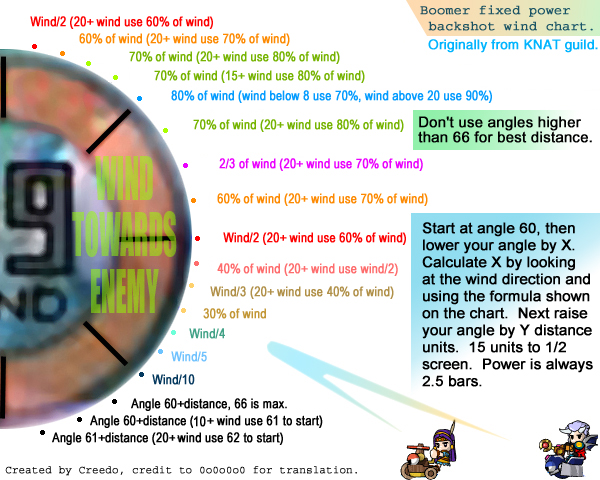 Boomer fixed power
backshot wind chart.
Originally from KNAT guild.
Wind/2 (20+ wind use 60% of wind)
60% of wind (20+ wind use 70% of wind)
70% of wind (20+ wind use 80% of wind)
70% of wind (15+ wind use 80% of wind)
80% of wind (wind below 8 use 70%, wind above 20 use 90%)
70% of wind (20+ wind use 80% of wind)
Don't use angles higher
than 66 for best distance.
2/3 of wind (20+ wind use 70% of wind)
60% of wind (20+ wind use 70% of wind)
Wind/2 (20+ wind use 60% of wind)
40% of wind (20+ wind use wind/2)
Wind/3 (20+ wind use 40% of wind)
30% of wind
Wind/4
Wind/5
Wind/10
Angle 60+distance, 66 is max.
Angle 60+distance (10+ wind use 61 to start)
Angle 61+distance (20+ wind use 62 to start)
WIND
TOWARDS
ENEMY
9
ND
Start at angle 60, then
lower your angle by X.
Calculate X by looking
at the wind direction and
using the formula shown
on the chart. Next raise
your angle by Y distance
units. 15 units to 1/2
screen. Power is always
2.5 bars.
Created by Creedo, credit to 0o0o0o0 for translation.